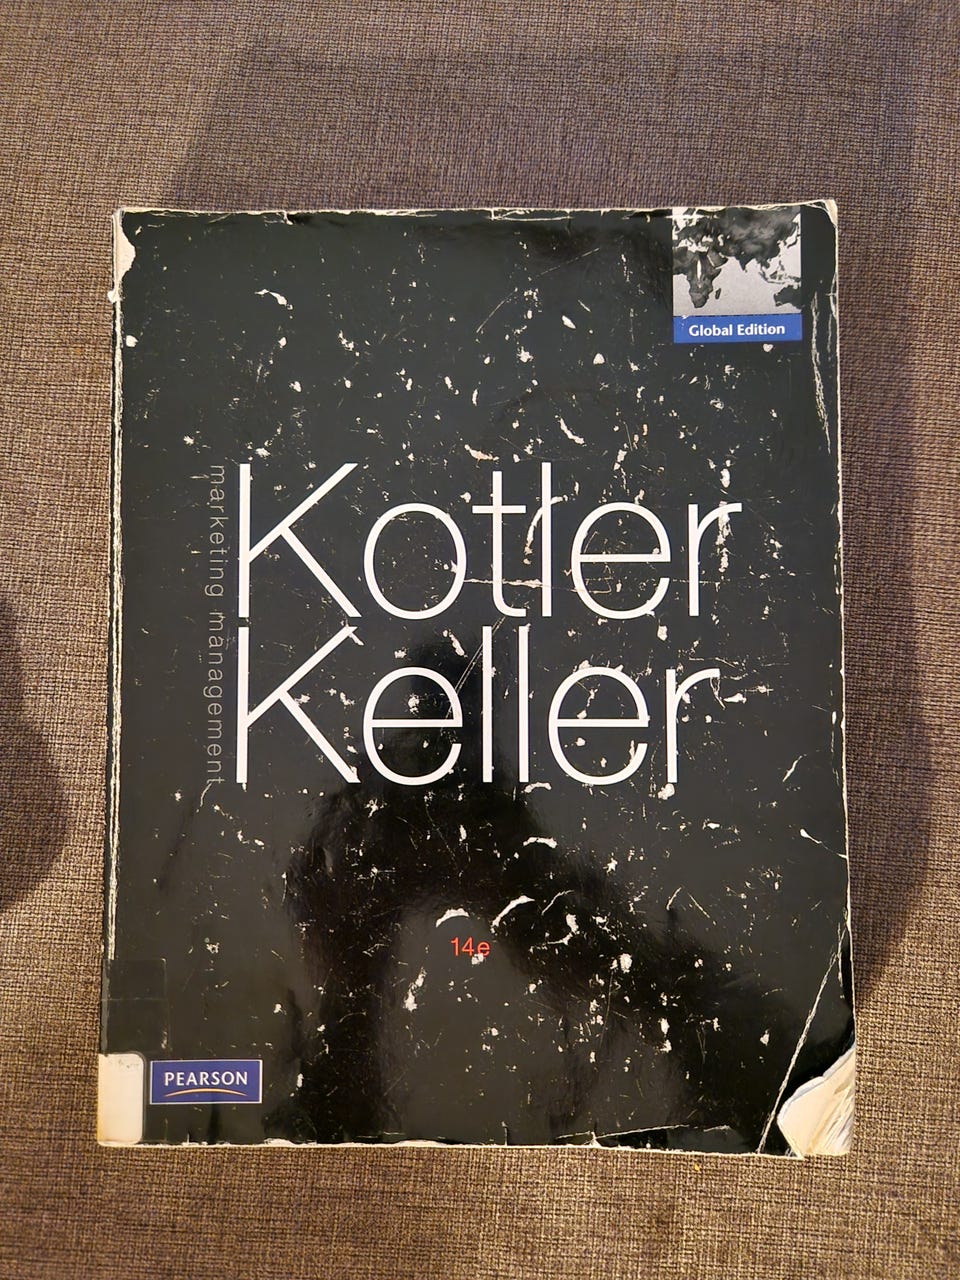 Global Edition
marketing management
Kotler
Keller
14e
PEARSON